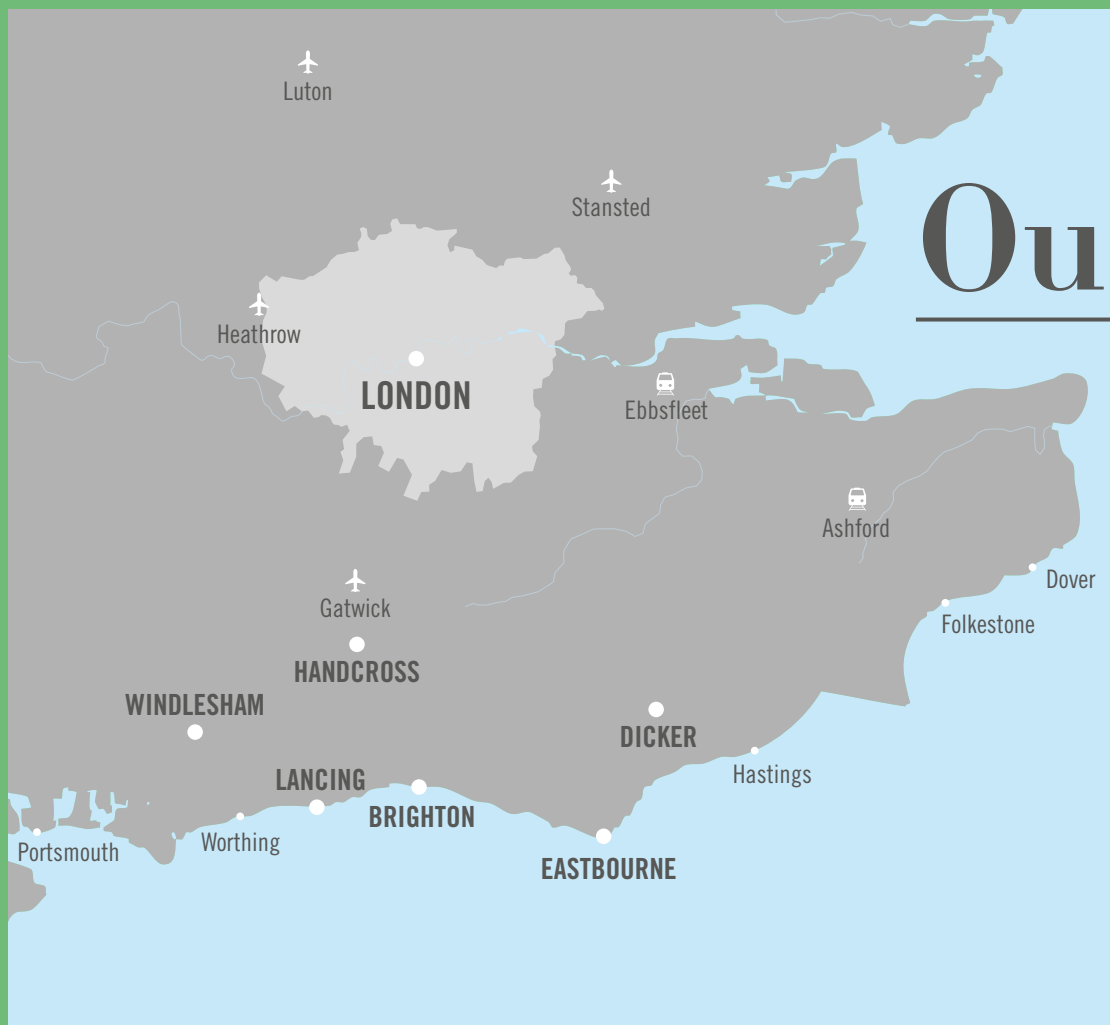 Luton
Stansted
Ou
Heathrow
LONDON
Ebbsfleet
Ashford
Dover
Gatwick
Folkestone
HANDCROSS
WINDLESHAM
DICKER
Hastings
LANCING
BRIGHTON
Worthing
Portsmouth
EASTBOURNE